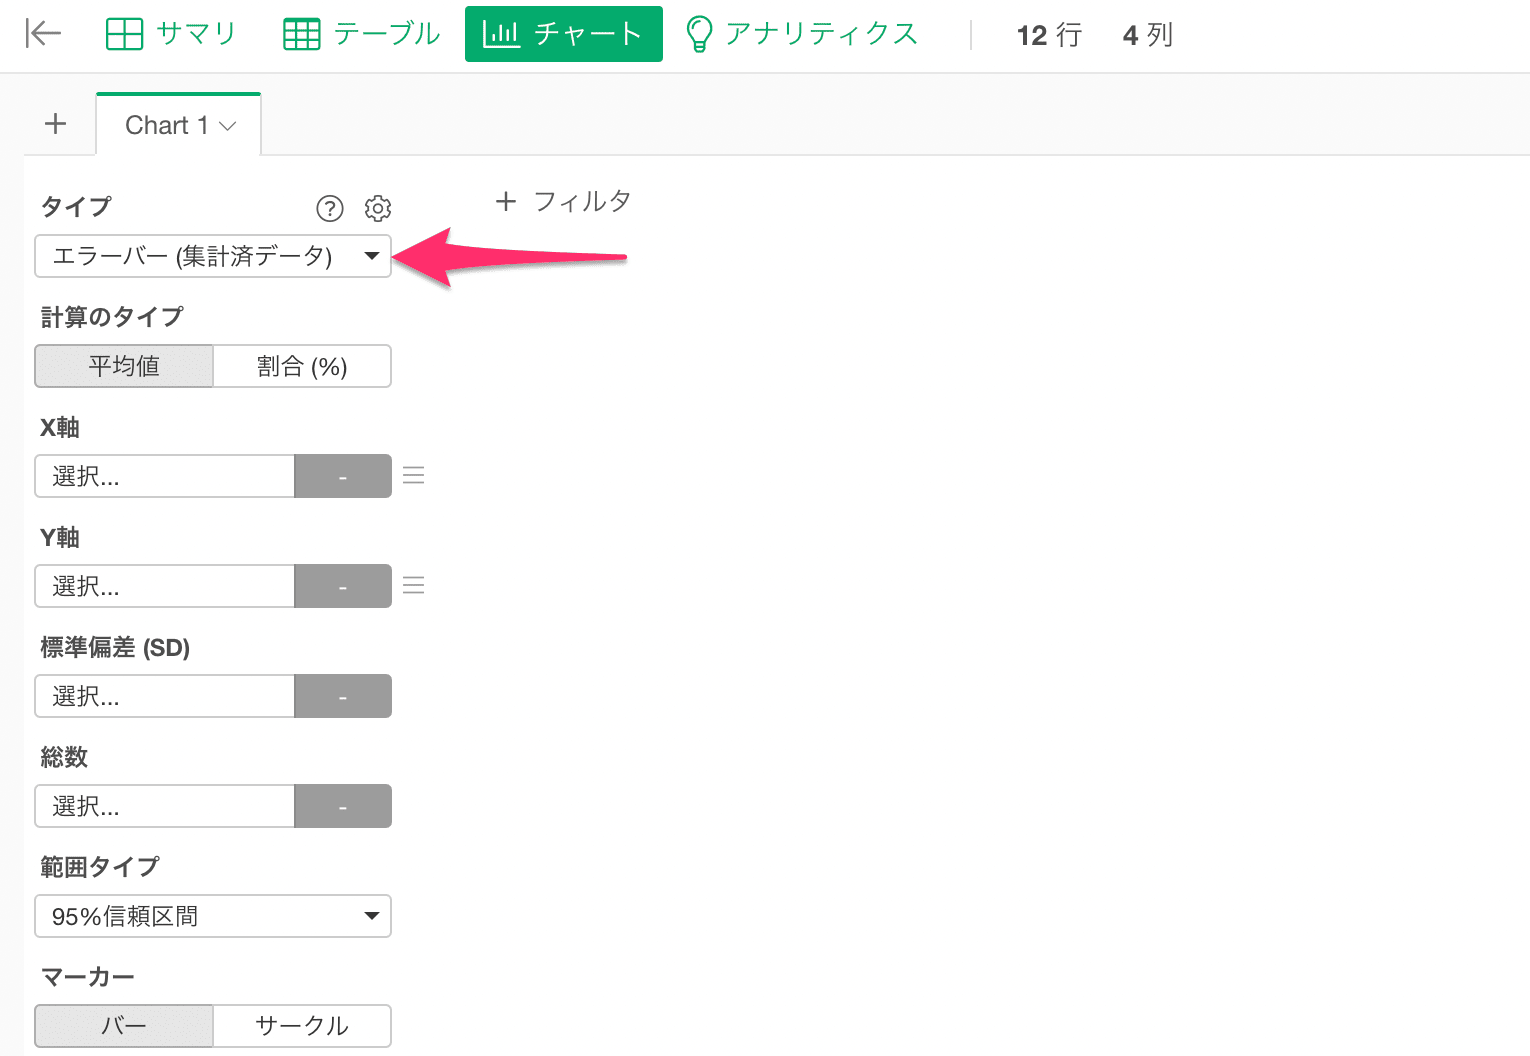 サマリ テーブル チャート アナリティクス 12 行 4 列
+ Chart 1
タイプ ? + フィルタ
エラーバー (集計済データ)
計算のタイプ
平均値 割合 (%)
X軸
選択... -
Y軸
選択... -
標準偏差 (SD)
選択... -
総数
選択... -
範囲タイプ
95%信頼区間
マーカー
バー サークル